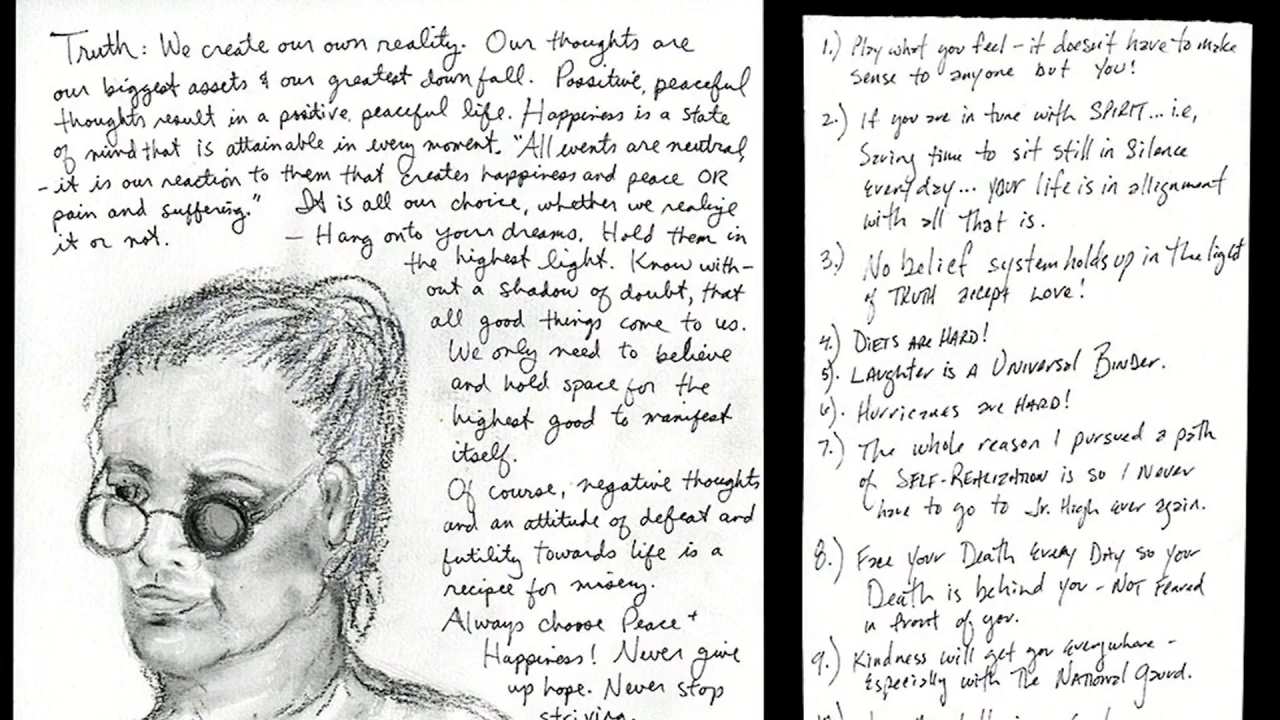 Truth: We create our own reality. Our thoughts are
our biggest assets & our greatest downfall. Possitive, peaceful
thoughts result in a positive, peaceful life. Happiness is a state
of mind that is attainable in every moment. "All events are neutral,
- it is our reaction to them that creates happiness and peace OR
pain and suffering." It is all our choice, whether we realize
it or not.
- Hang onto your dreams. Hold them in
the highest light. Know with-
out a shadow of doubt, that
all good things come to us.
We only need to believe
and hold space for the
highest good to manifest
itself.
Of course, negative thoughts
and an attitude of defeat and
futility towards life is a
recipee for misery.
Always choose Peace +
Happiness! Never give
up hope. Never stop
striving.
1.) Play what you feel - it doesn't have to make
sense to anyone but YOU!
2.) If you are in tune with SPIRIT... i.e,
Saving time to sit still in Silence
everyday... your life is in allignment
with all that is.
3.) No belief system holds up in the light
of TRUTH except LOVE!
4.) DIETS ARE HARD!
5). LAughter is A Universal BINDER.
6). Hurricanes are HARD!
7.) The whole reason I pursued a path
of SELF-REALIZATION is so I Never
have to go to Jr. High ever again.
8.) Face your Death Every Day so your
Death is behind you - NOT Feared
in front of you.
9.) Kindness will get you Everywhere -
Especially with The NATIONAL Guard.